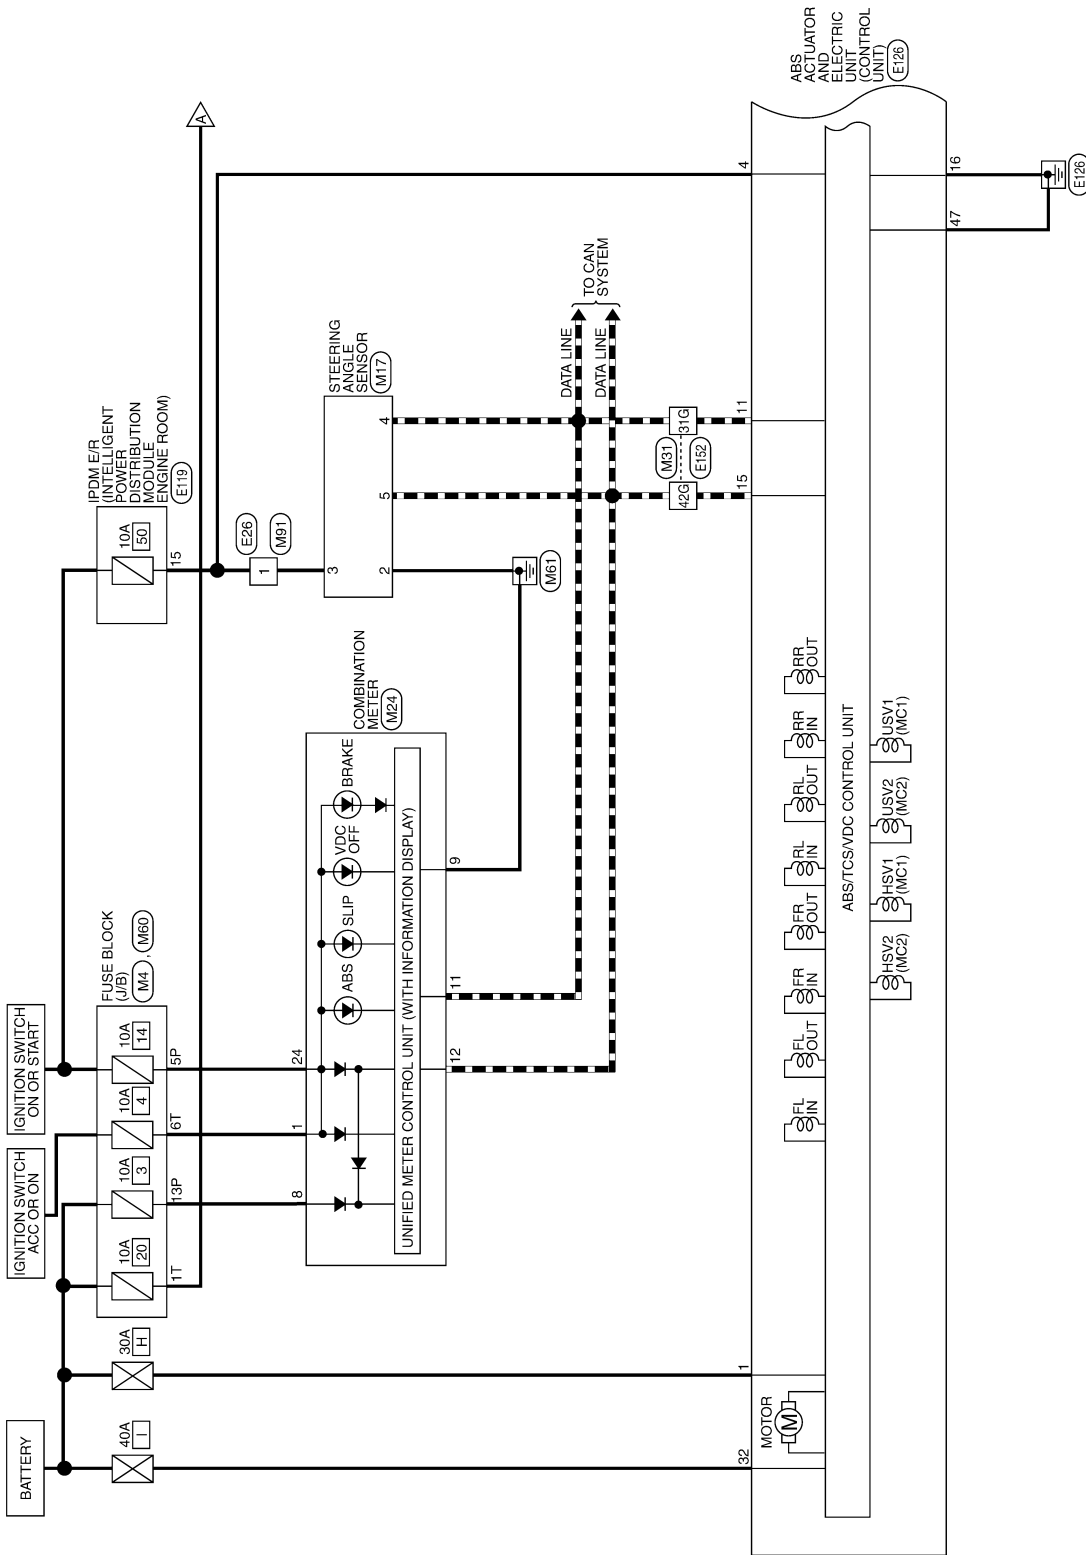 BATTERY
IGNITION SWITCH
ACC OR ON
IGNITION SWITCH
ON OR START
40A
I
30A
H
10A
20
10A
3
10A
4
10A
14
FUSE BLOCK
(J/B)
M4 , M60
1T
13P
6T
5P
10A
50
15
IPDM E/R
(INTELLIGENT
POWER
DISTRIBUTION
MODULE
ENGINE ROOM)
E119
A
1
E26
M91
8
1
24
ABS
SLIP
VDC
OFF
BRAKE
COMBINATION
METER
M24
UNIFIED METER CONTROL UNIT (WITH INFORMATION DISPLAY)
12
11
9
3
2
5
4
STEERING
ANGLE
SENSOR
M17
M61
DATA LINE
DATA LINE
TO CAN
SYSTEM
42G
31G
M31
E152
32
1
15
11
4
ABS
ACTUATOR
AND
ELECTRIC
UNIT
(CONTROL
UNIT)
E126
MOTOR
M
FL
IN
FL
OUT
FR
IN
FR
OUT
RL
IN
RL
OUT
RR
IN
RR
OUT
ABS/TCS/VDC CONTROL UNIT
HSV2
(MC2)
HSV1
(MC1)
USV2
(MC2)
USV1
(MC1)
47
16
E126